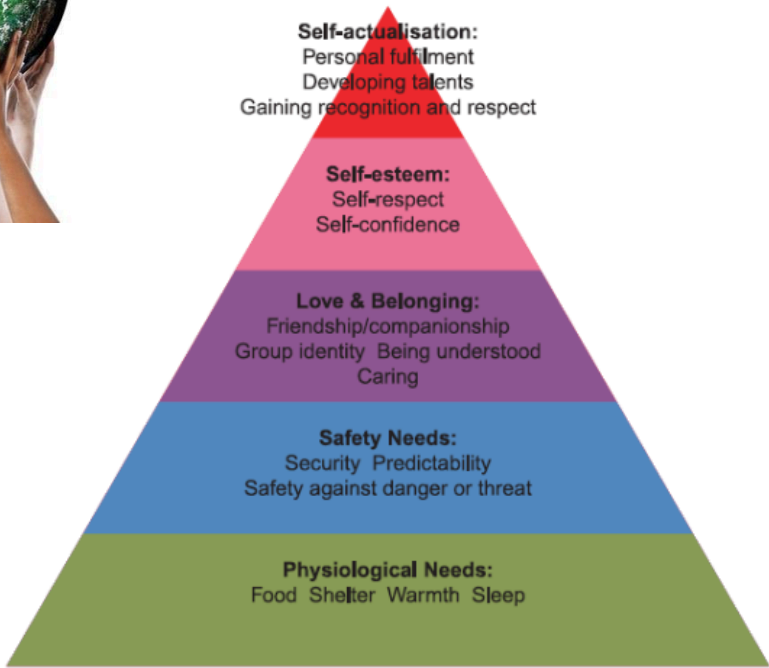 Self-actualisation:
Personal fulfilment
Developing talents
Gaining recognition and respect
Self-esteem:
Self-respect
Self-confidence
Love & Belonging:
Friendship/companionship
Group identity  Being understood
Caring
Safety Needs:
Security  Predictability
Safety against danger or threat
Physiological Needs:
Food  Shelter  Warmth  Sleep